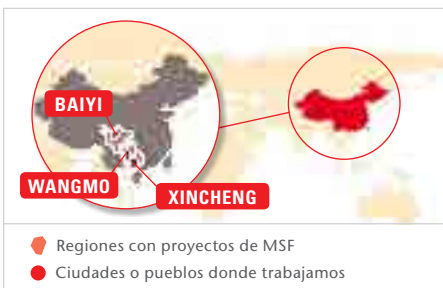 BAIYI
WANGMO
XINCHENG
Regiones con proyectos de MSF
Ciudades o pueblos donde trabajamos